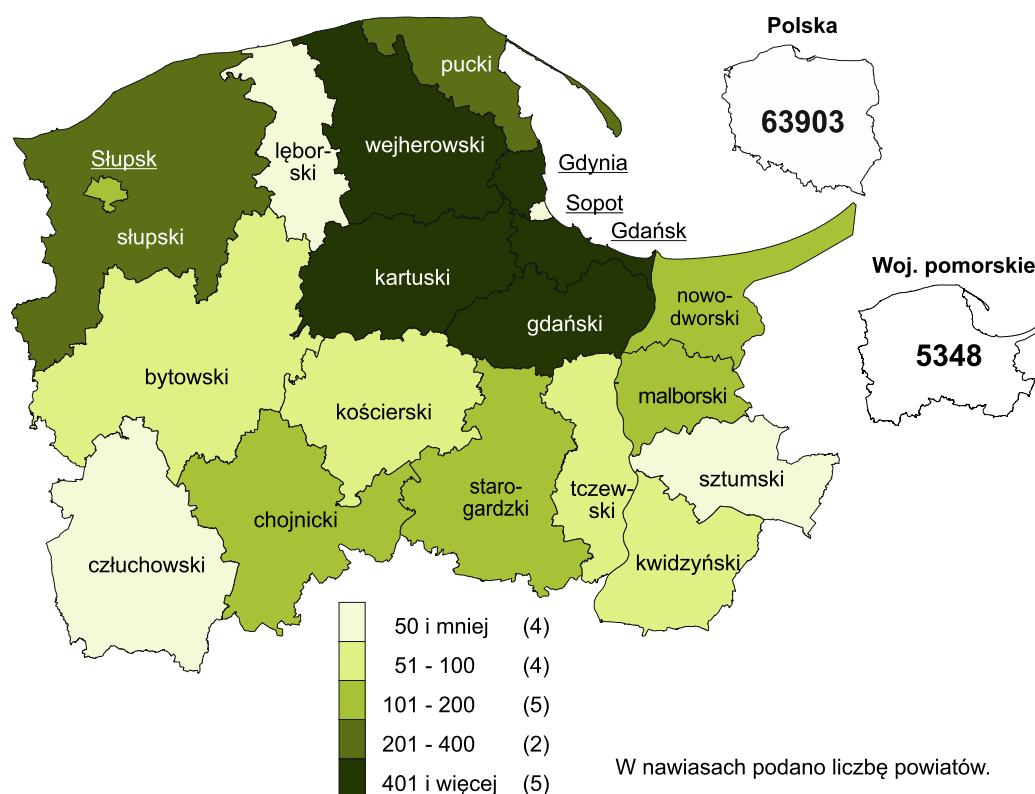 Polska
63903
pucki
wejherowski
lębor-
ski
Słupsk
Gdynia
Sopot
Gdańsk
słupski
kartuski
gdański
nowo-
dworski
Woj. pomorskie
5348
bytowski
kościerski
malborski
sztumski
staro-
gardzki
tczew-
ski
chojnicki
człuchowski
kwidzyński
50 i mniej (4)
51 - 100 (4)
101 - 200 (5)
201 - 400 (2)
401 i więcej (5)
W nawiasach podano liczbę powiatów.